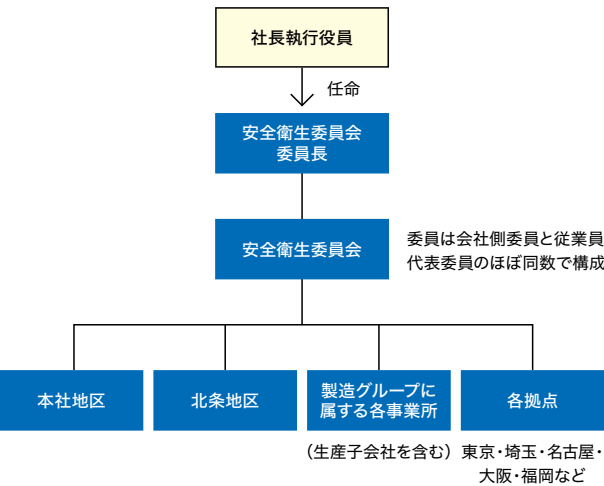 社長執行役員
任命
安全衛生委員会
委員長
安全衛生委員会
委員は会社側委員と従業員
代表委員のほぼ同数で構成
本社地区
北条地区
製造グループに
属する各事業所
各拠点
（生産子会社を含む）
東京・埼玉・名古屋・
大阪・福岡など